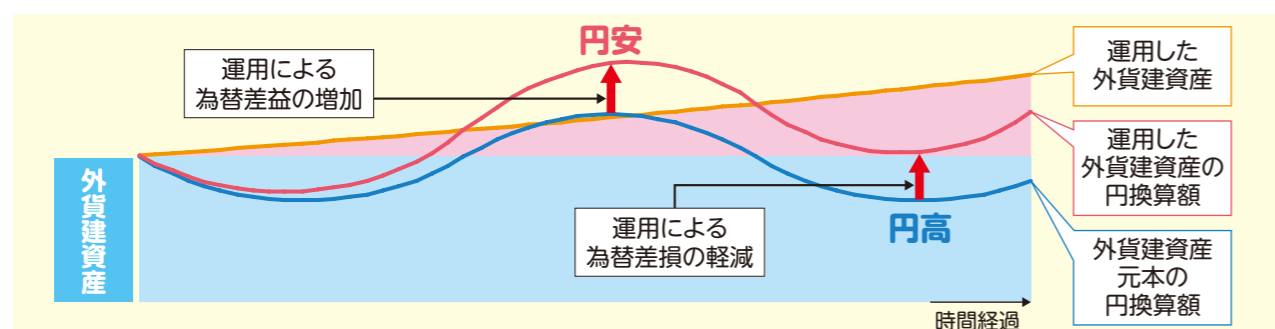 円安
運用による
為替差益の増加
運用した
外貨建資産
運用した
外貨建資産の
円換算額
外貨建資産
運用による
為替差損の軽減
円高
外貨建資産
元本の
円換算額
時間経過